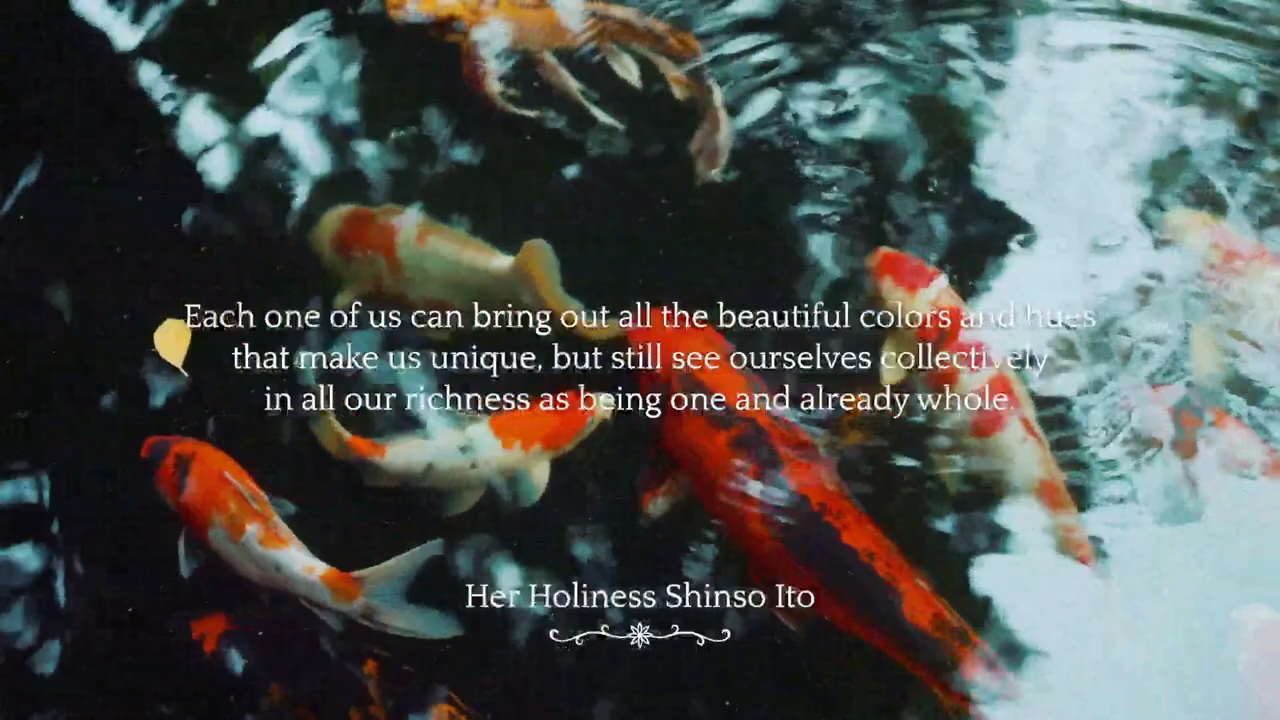 Each one of us can bring out all the beautiful colors and hues
that make us unique, but still see ourselves collectively
in all our richness as being one and already whole.
Her Holiness Shinso Ito